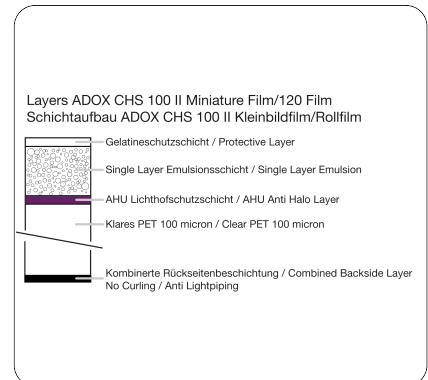 Layers ADOX CHS 100 II Miniature Film/120 Film
Schichtaufbau ADOX CHS 100 II Kleinbildfilm/Rollfilm
Gelatineschutzschicht / Protective Layer
Single Layer Emulsionsschicht / Single Layer Emulsion
AHU Lichthofschutzschicht / AHU Anti Halo Layer
Klares PET 100 micron / Clear PET 100 micron
Kombinerte Rückseitenbeschichtung / Combined Backside Layer
No Curling / Anti Lightpiping